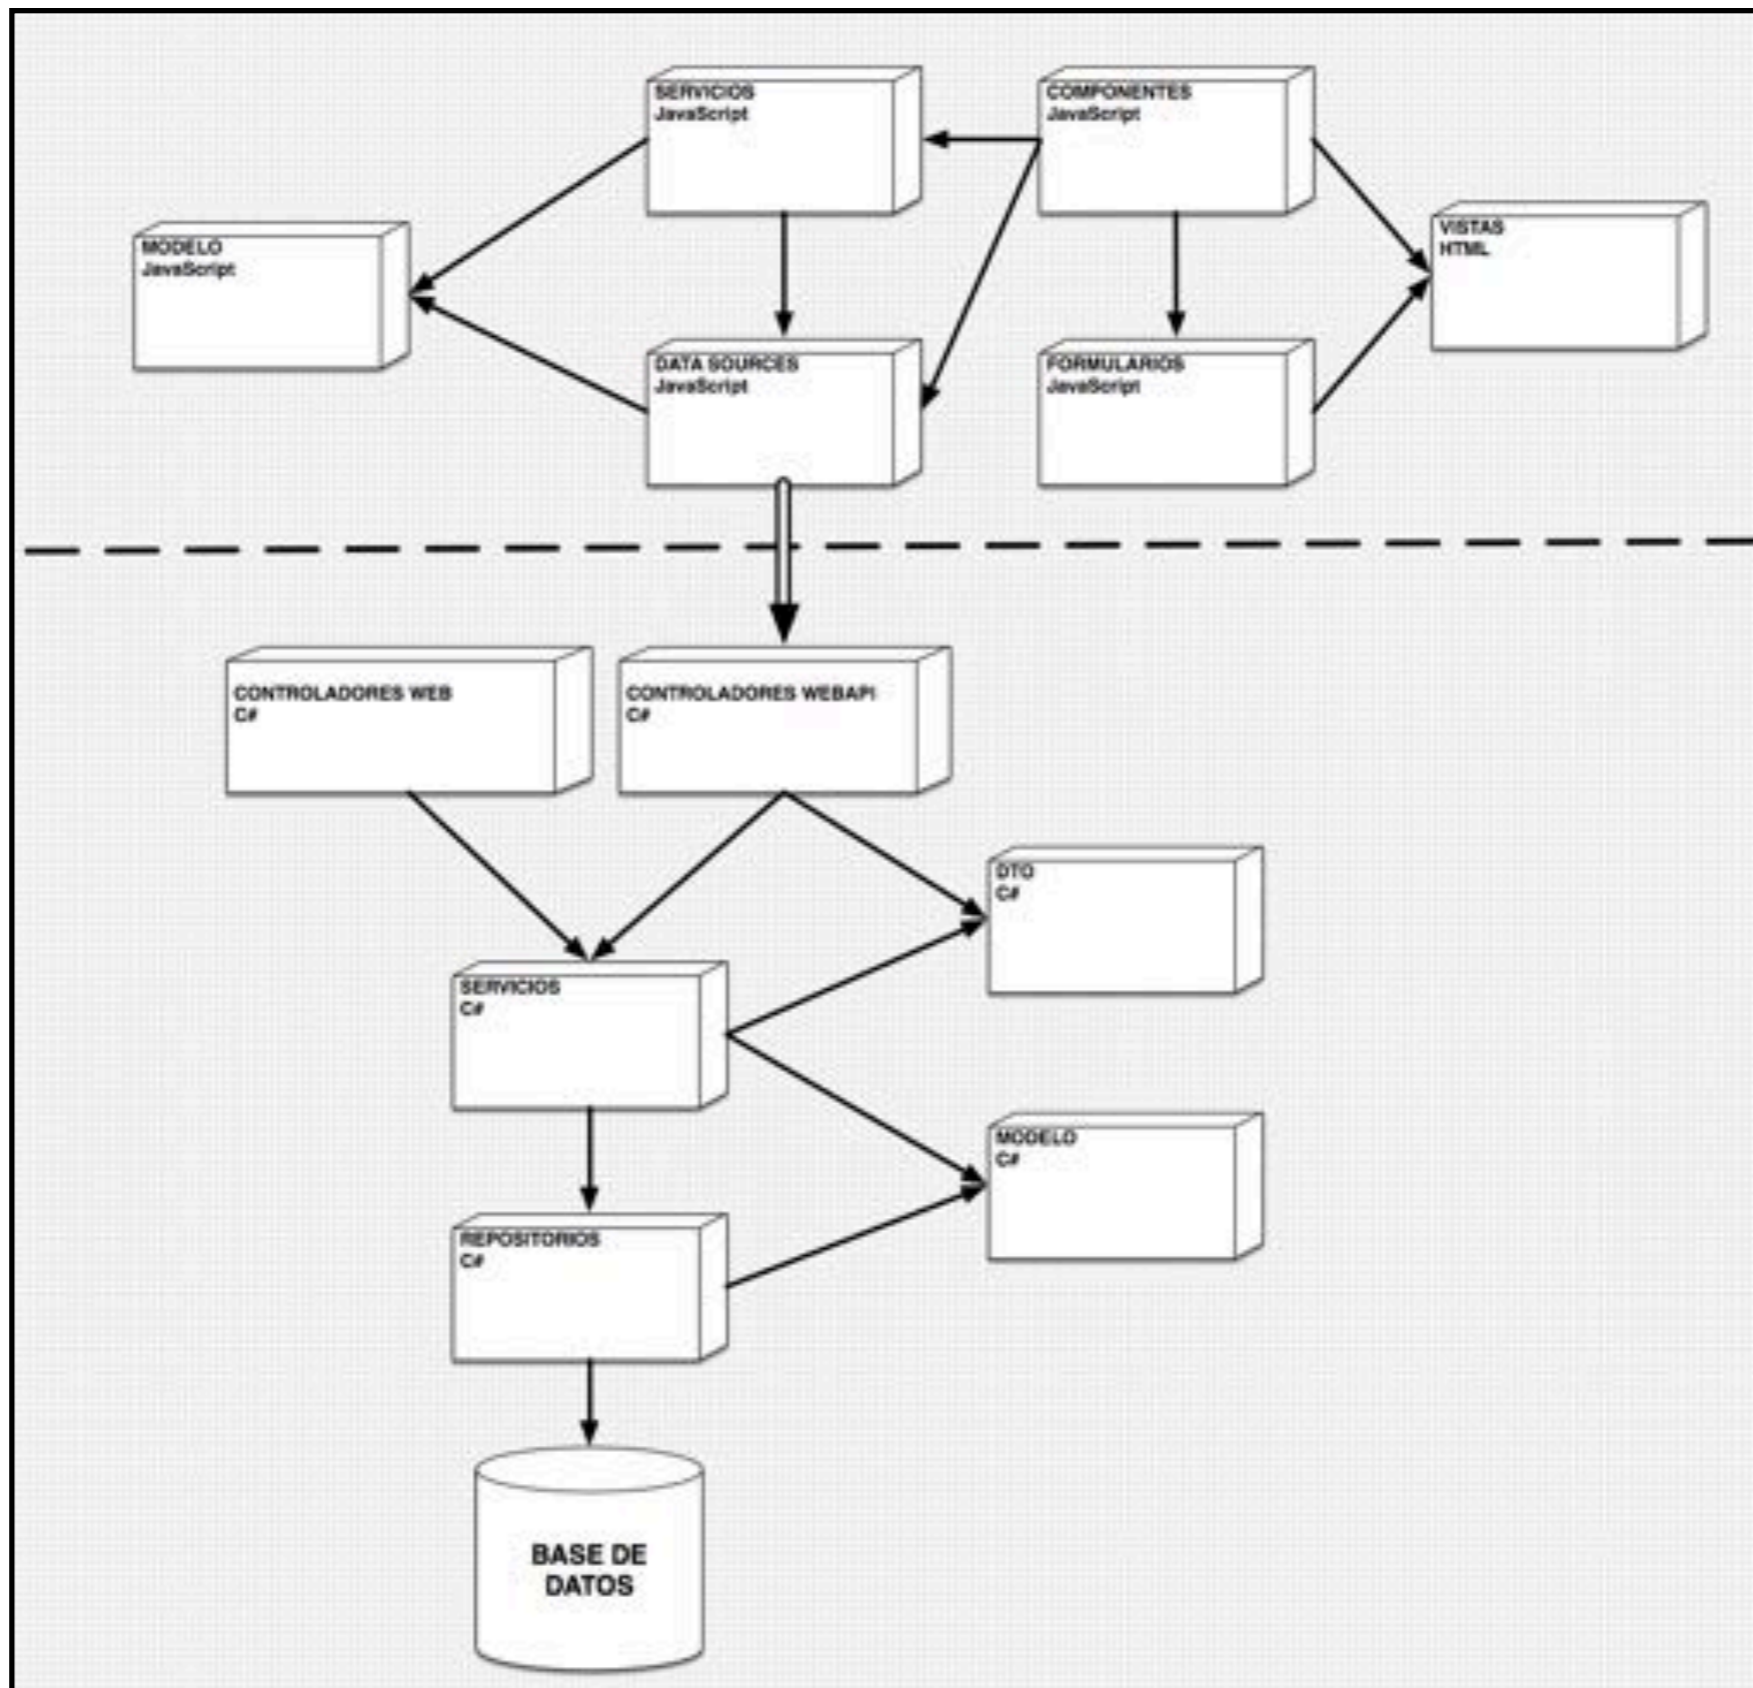 SERVICIOS
JavaScript
COMPONENTES
JavaScript
MODELO
JavaScript
VISTAS
HTML
DATA SOURCES
JavaScript
FORMULARIOS
JavaScript
CONTROLADORES WEB
C#
CONTROLADORES WEBAPI
C#
DTO
C#
SERVICIOS
C#
MODELO
C#
REPOSITORIOS
C#
BASE DE
DATOS